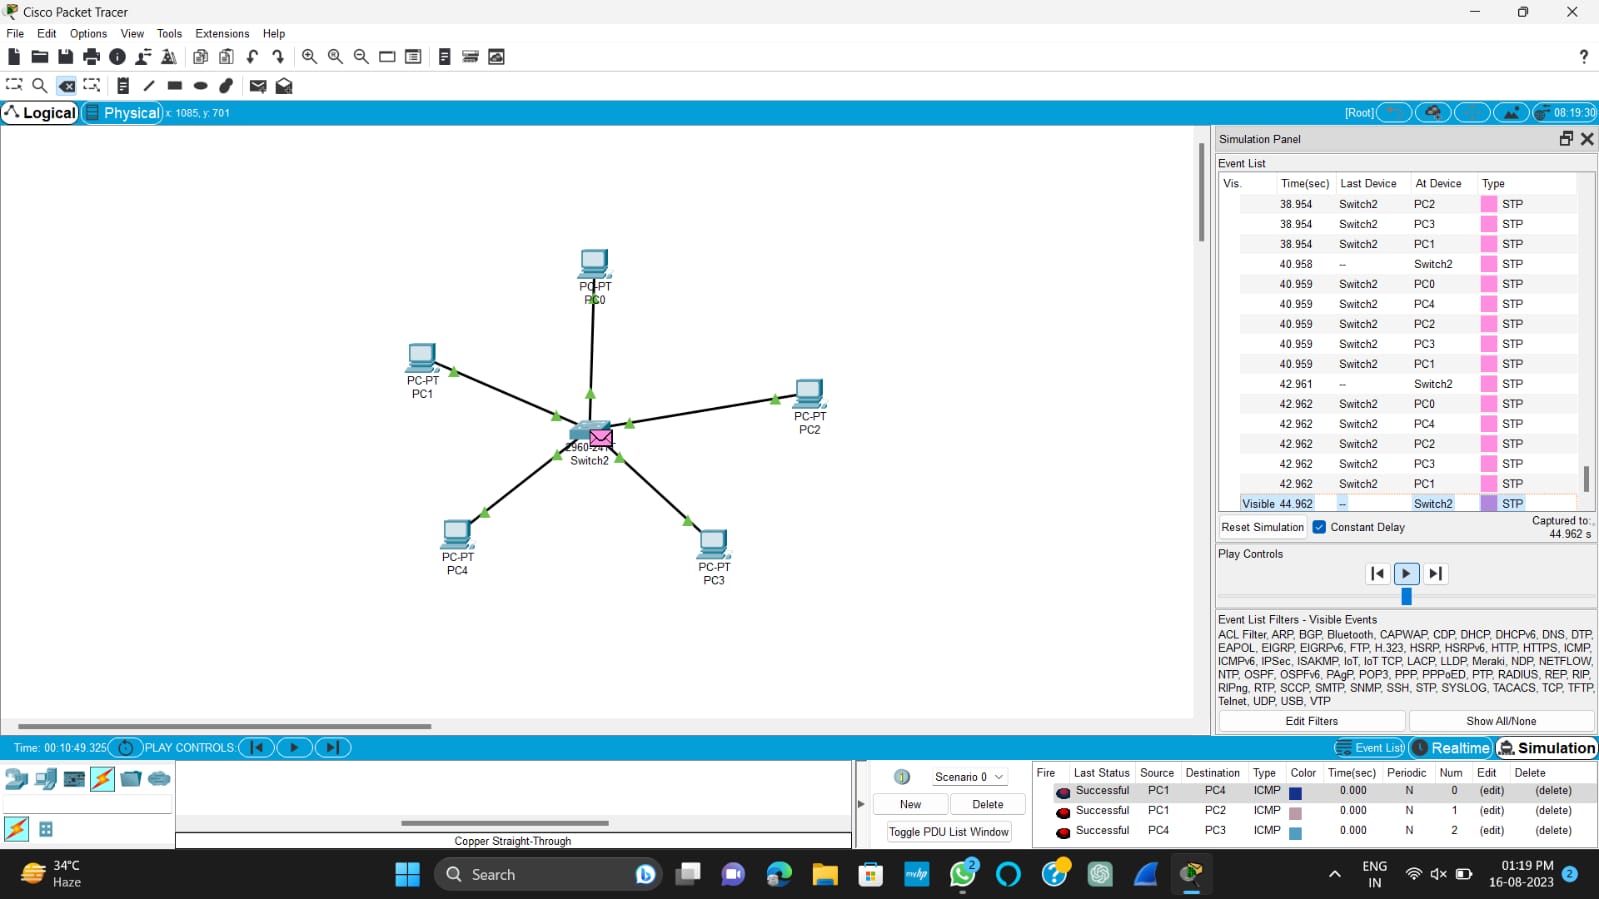 Cisco Packet Tracer
File Edit Options View Tools Extensions Help
?
Logical Physical x: 1085, y: 701 [Root] 08:19:30
Simulation Panel
Event List
Vis. Time(sec) Last Device At Device Type
38.954 Switch2 PC2 STP
38.954 Switch2 PC3 STP
38.954 Switch2 PC1 STP
40.958 -- Switch2 STP
40.959 Switch2 PC0 STP
40.959 Switch2 PC4 STP
40.959 Switch2 PC2 STP
40.959 Switch2 PC3 STP
40.959 Switch2 PC1 STP
42.961 -- Switch2 STP
42.962 Switch2 PC0 STP
42.962 Switch2 PC4 STP
42.962 Switch2 PC2 STP
42.962 Switch2 PC3 STP
42.962 Switch2 PC1 STP
Visible 44.962 -- Switch2 STP
Reset Simulation Constant Delay Captured to:
44.962 s
Play Controls
Event List Filters - Visible Events
ACL Filter, ARP, BGP, Bluetooth, CAPWAP, CDP, DHCP, DHCPv6, DNS, DTP,
EAPOL, EIGRP, EIGRPv6, FTP, H.323, HSRP, HSRPv6, HTTP, HTTPS, ICMP,
ICMPv6, IPSec, ISAKMP, IoT, IoT TCP, LACP, LLDP, Meraki, NDP, NETFLOW,
NTP, OSPF, OSPFv6, PAgP, POP3, PPP, PPPoED, PTP, RADIUS, REP, RIP,
RIPng, RTP, SCCP, SMTP, SNMP, SSH, STP, SYSLOG, TACACS, TCP, TFTP,
Telnet, UDP, USB, VTP
Edit Filters Show All/None
PC-PT
PC0
PC-PT
PC1
PC-PT
PC2
Switch2
PC-PT
PC4
PC-PT
PC3
Time: 00:10:49.325 PLAY CONTROLS: Event List Realtime Simulation
Copper Straight-Through
Scenario 0
New Delete
Toggle PDU List Window
Fire Last Status Source Destination Type Color Time(sec) Periodic Num Edit Delete
Successful PC1 PC4 ICMP 0.000 N 0 (edit) (delete)
Successful PC1 PC2 ICMP 0.000 N 1 (edit) (delete)
Successful PC4 PC3 ICMP 0.000 N 2 (edit) (delete)
34°C
Haze
Search
myhp
2
ENG
IN
01:19 PM
16-08-2023
2